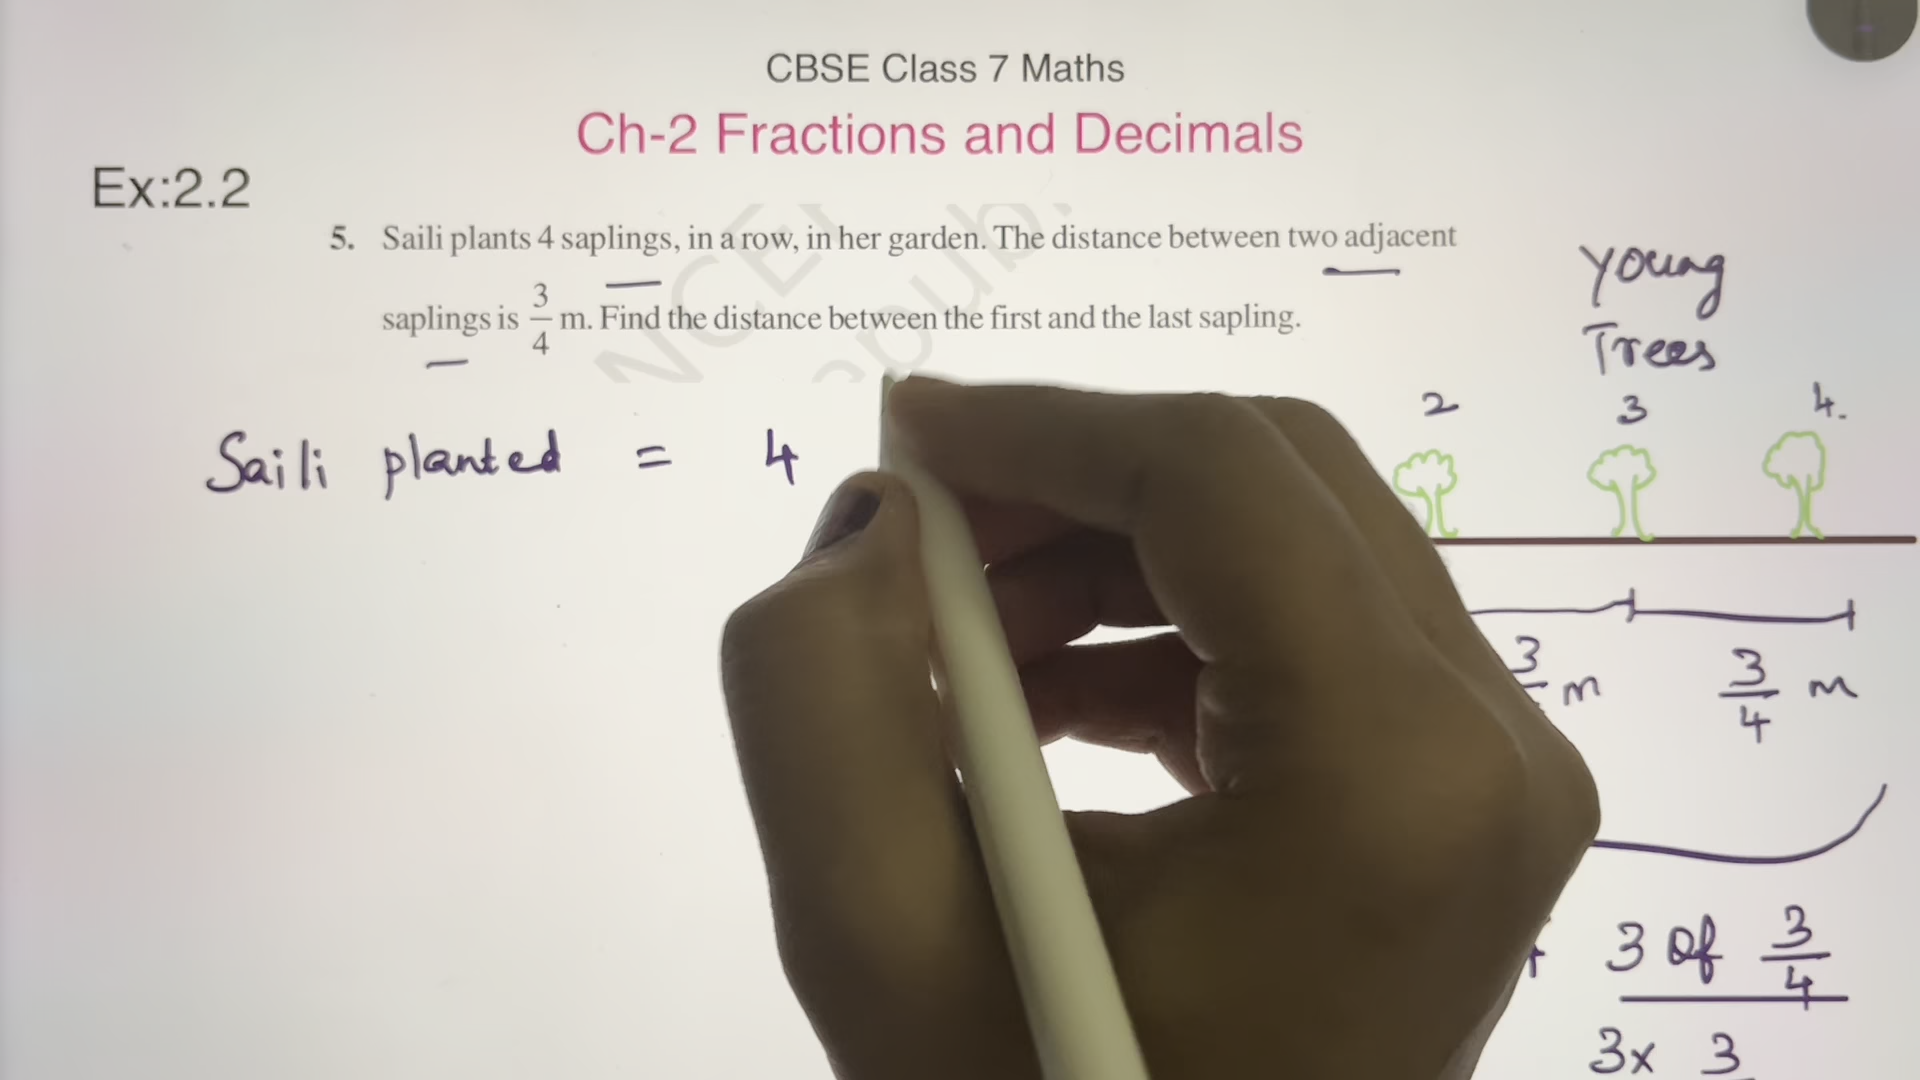 CBSE Class 7 Maths
Ch-2 Fractions and Decimals
Ex:2.2
5. Saili plants 4 saplings, in a row, in her garden. The distance between two adjacent
saplings is 3/4 m. Find the distance between the first and the last sapling.
Young
Trees
2 3 4.
Saili planted = 4
3 m 3/4 m
3 of 3/4
3x 3
NCE